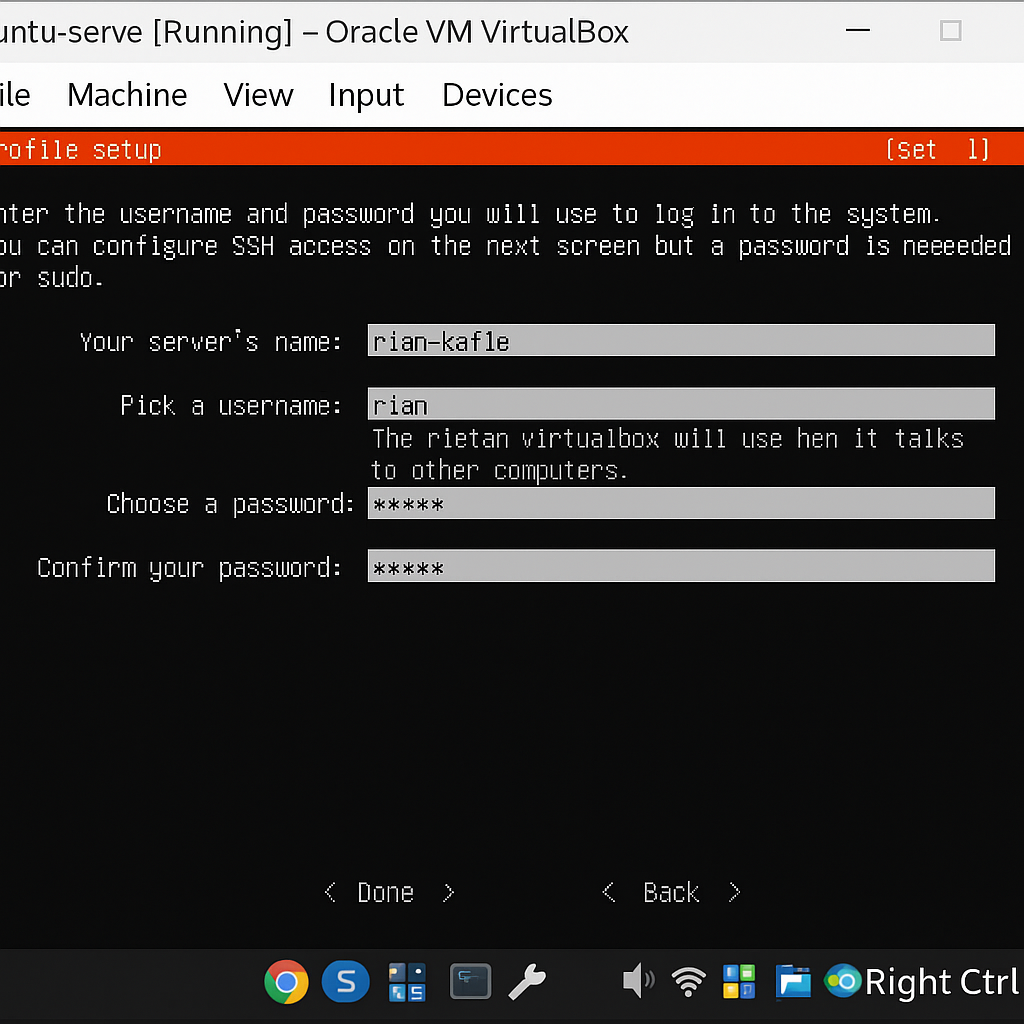 untu-serve [Running] – Oracle VM VirtualBox
ile Machine View Input Devices
rofile setup [Set 1]
nter the username and password you will use to log in to the system.
ou can configure SSH access on the next screen but a password is neeeeded
or sudo.
Your server's name: rian-kafle
Pick a username: rian
The rietan virtualbox will use hen it talks
to other computers.
Choose a password: *****
Confirm your password: *****
< Done > < Back >
S
Right Ctrl